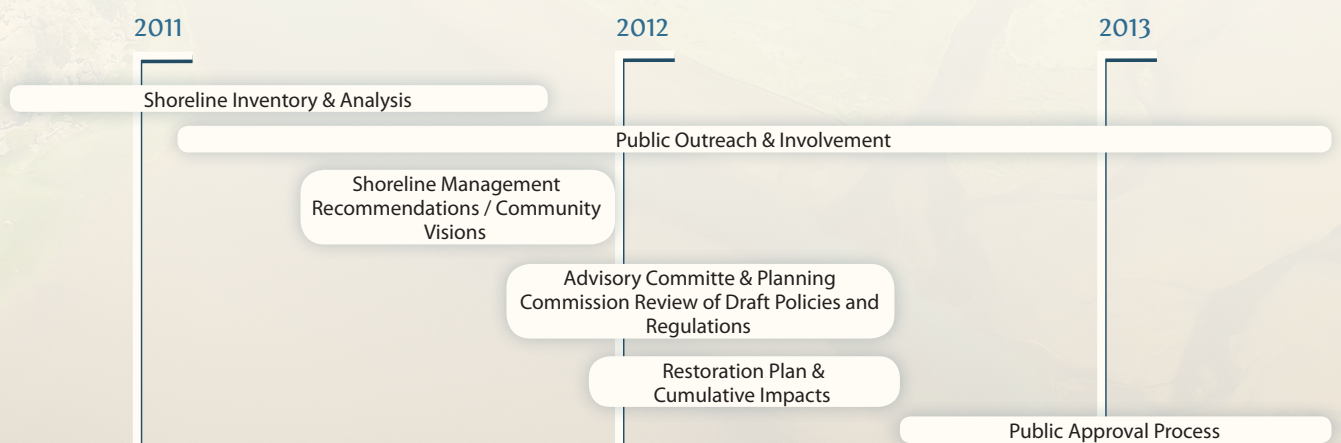 2011
2012
2013
Shoreline Inventory & Analysis
Public Outreach & Involvement
Shoreline Management
Recommendations / Community
Visions
Advisory Committe & Planning
Commission Review of Draft Policies and
Regulations
Restoration Plan &
Cumulative Impacts
Public Approval Process